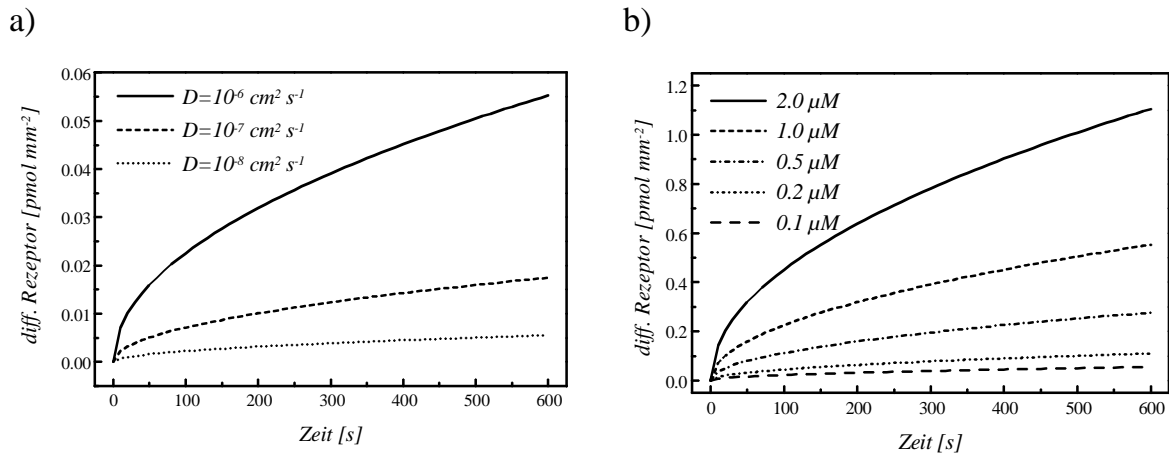 a)
diff. Rezeptor [pmol mm⁻²]
0.06
0.05
0.04
0.03
0.02
0.01
0.00
D=10⁻⁶ cm² s⁻¹
D=10⁻⁷ cm² s⁻¹
D=10⁻⁸ cm² s⁻¹
0 100 200 300 400 500 600
Zeit [s]
b)
diff. Rezeptor [pmol mm⁻²]
1.2
1.0
0.8
0.6
0.4
0.2
0.0
2.0 µM
1.0 µM
0.5 µM
0.2 µM
0.1 µM
0 100 200 300 400 500 600
Zeit [s]